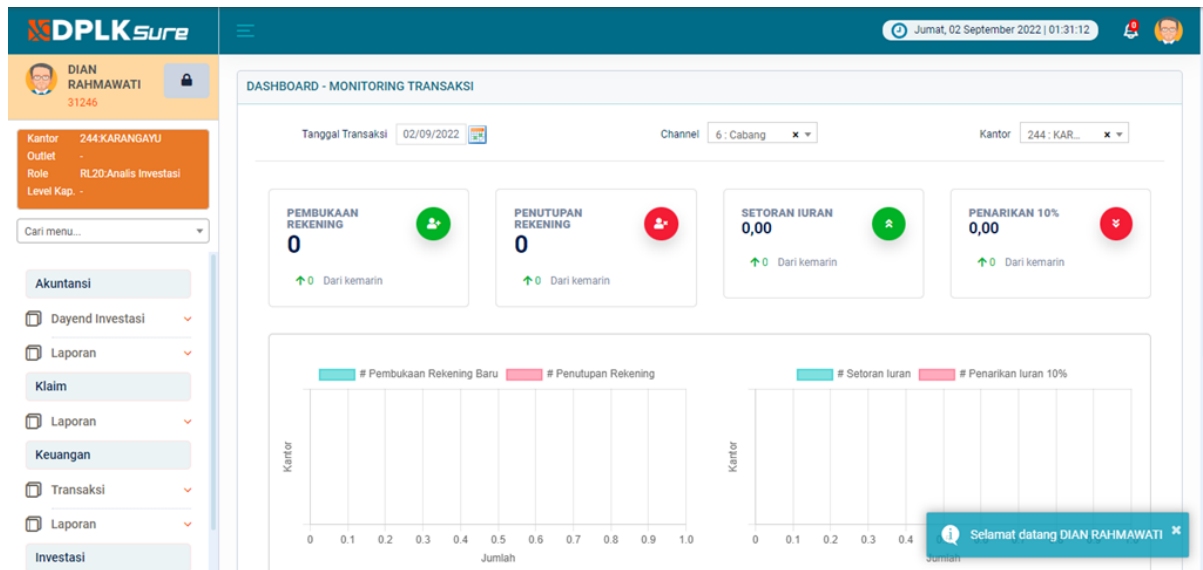 DPLKSure
Jumat, 02 September 2022 | 01:31:12
DIAN
RAHMAWATI
31246
Kantor 244:KARANGAYU
Outlet -
Role RL20:Analis Investasi
Level Kap. -
Cari menu...
Akuntansi
Dayend Investasi
Laporan
Klaim
Laporan
Keuangan
Transaksi
Laporan
Investasi
DASHBOARD - MONITORING TRANSAKSI
Tanggal Transaksi 02/09/2022
Channel 6 : Cabang
Kantor 244 : KAR...
PEMBUKAAN
REKENING
0
0 Dari kemarin
PENUTUPAN
REKENING
0
0 Dari kemarin
SETORAN IURAN
0,00
0 Dari kemarin
PENARIKAN 10%
0,00
0 Dari kemarin
# Pembukaan Rekening Baru # Penutupan Rekening
Kantor
0 0.1 0.2 0.3 0.4 0.5 0.6 0.7 0.8 0.9 1.0
Jumlah
# Setoran Iuran # Penarikan Iuran 10%
Kantor
0 0.1 0.2 0.3 0.4
Jumlah
Selamat datang DIAN RAHMAWATI